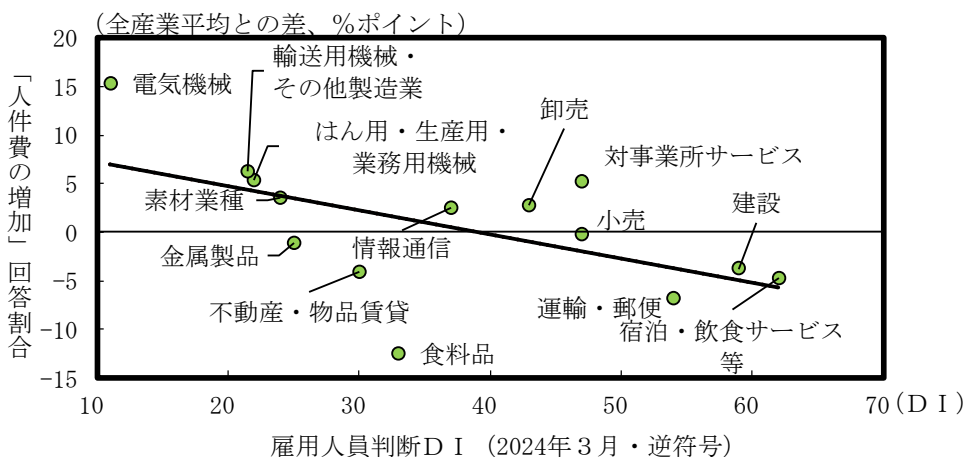 （全産業平均との差、％ポイント）
20
15
10
5
0
−5
−10
−15
「人件費の増加」回答割合
電気機械
輸送用機械・
その他製造業
はん用・生産用・
業務用機械
卸売
対事業所サービス
素材業種
小売
建設
金属製品
情報通信
不動産・物品賃貸
運輸・郵便
宿泊・飲食サービス
等
食料品
10
20
30
40
50
60
70
（ＤＩ）
雇用人員判断ＤＩ（2024年３月・逆符号）